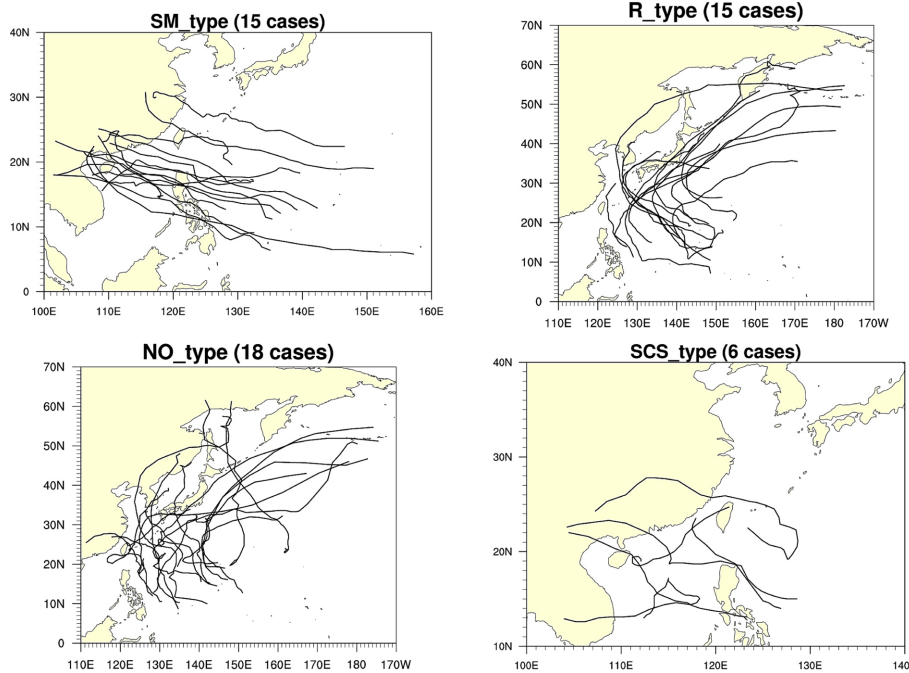 SM_type (15 cases)
40N
30N
20N
10N
0
100E 110E 120E 130E 140E 150E 160E
R_type (15 cases)
70N
60N
50N
40N
30N
20N
10N
0
110E 120E 130E 140E 150E 160E 170E 180 170W
NO_type (18 cases)
70N
60N
50N
40N
30N
20N
10N
0
110E 120E 130E 140E 150E 160E 170E 180 170W
SCS_type (6 cases)
40N
30N
20N
10N
100E 110E 120E 130E 140